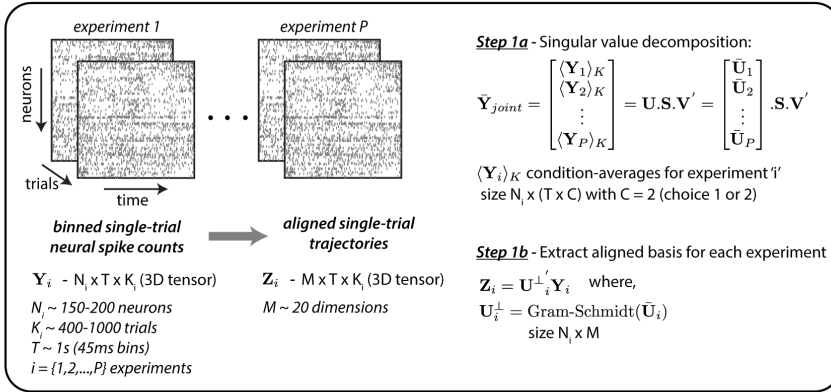 experiment 1
experiment P
neurons
trials
time
. . .
binned single-trial
neural spike counts
aligned single-trial
trajectories
Y_i - N_i x T x K_i (3D tensor)
N_i ~ 150-200 neurons
K_i ~ 400-1000 trials
T ~ 1s (45ms bins)
i = {1,2,...,P} experiments
Z_i - M x T x K_i (3D tensor)
M ~ 20 dimensions
Step 1a - Singular value decomposition:
Ȳ_joint = [⟨Y_1⟩_K ⟨Y_2⟩_K ⋮ ⟨Y_P⟩_K] = U.S.V′ = [Ū_1 Ū_2 ⋮ Ū_P] .S.V′
⟨Y_i⟩_K condition-averages for experiment 'i'
size N_i x (T x C) with C = 2 (choice 1 or 2)
Step 1b - Extract aligned basis for each experiment
Z_i = U^⊥′_i Y_i where,
U^⊥_i = Gram-Schmidt(Ū_i)
size N_i x M